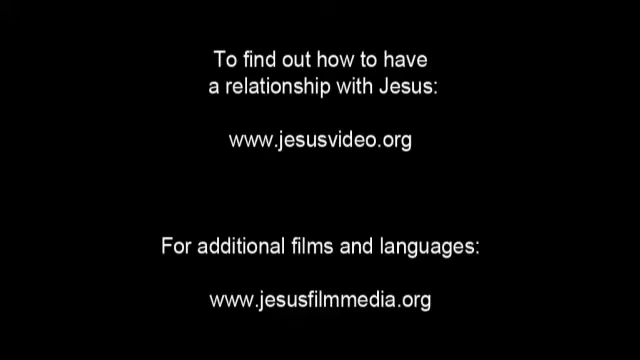 To find out how to have
a relationship with Jesus:
www.jesusvideo.org
For additional films and languages:
www.jesusfilmmedia.org